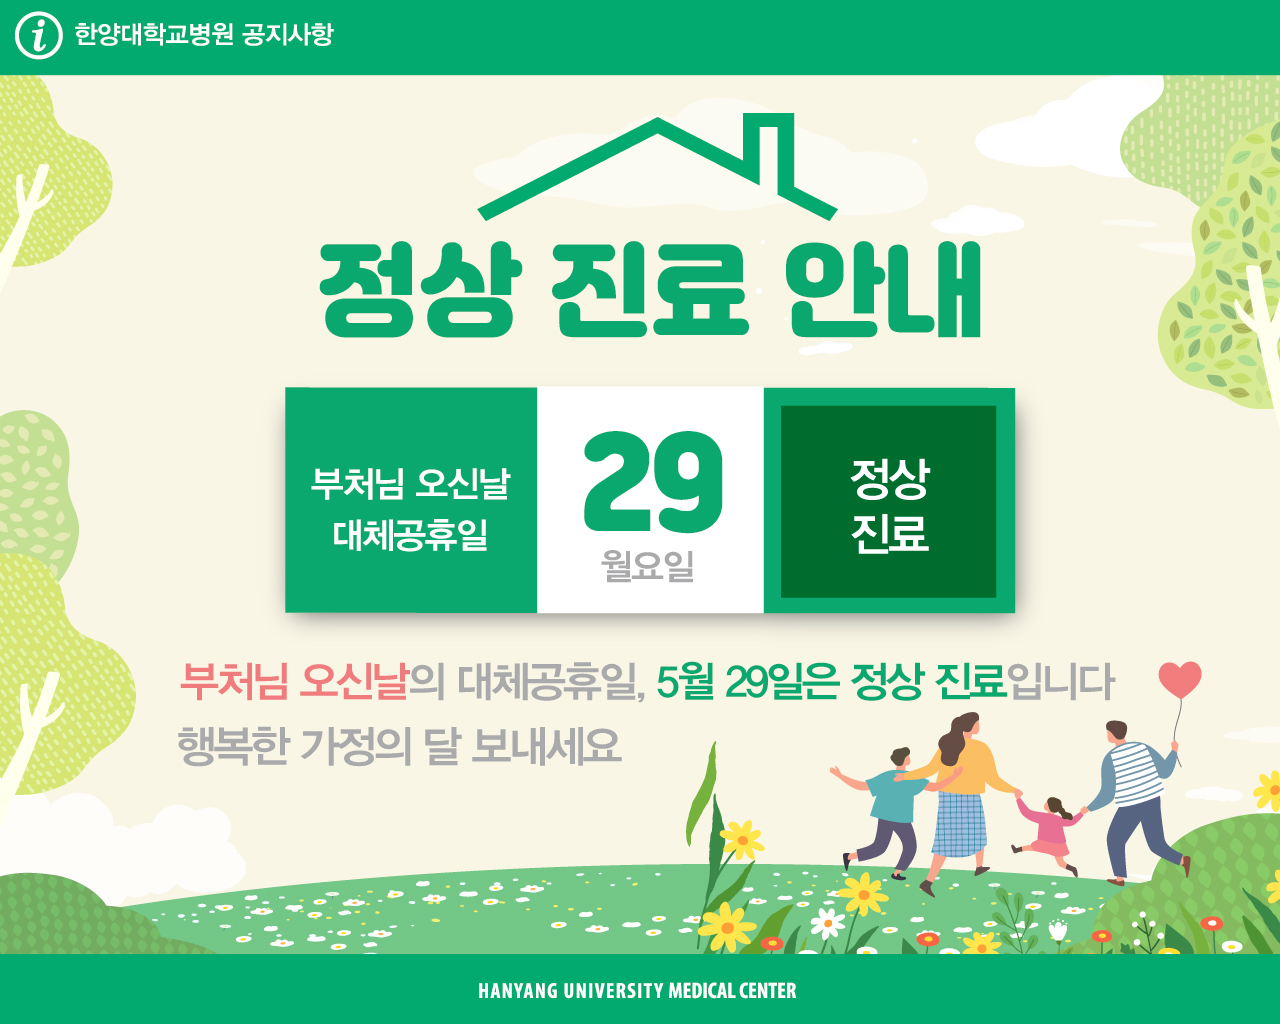 i 한양대학교병원 공지사항
정상 진료 안내
부처님 오신날
대체공휴일
29
월요일
정상
진료
부처님 오신날의 대체공휴일, 5월 29일은 정상 진료입니다
행복한 가정의 달 보내세요
HANYANG UNIVERSITY MEDICAL CENTER